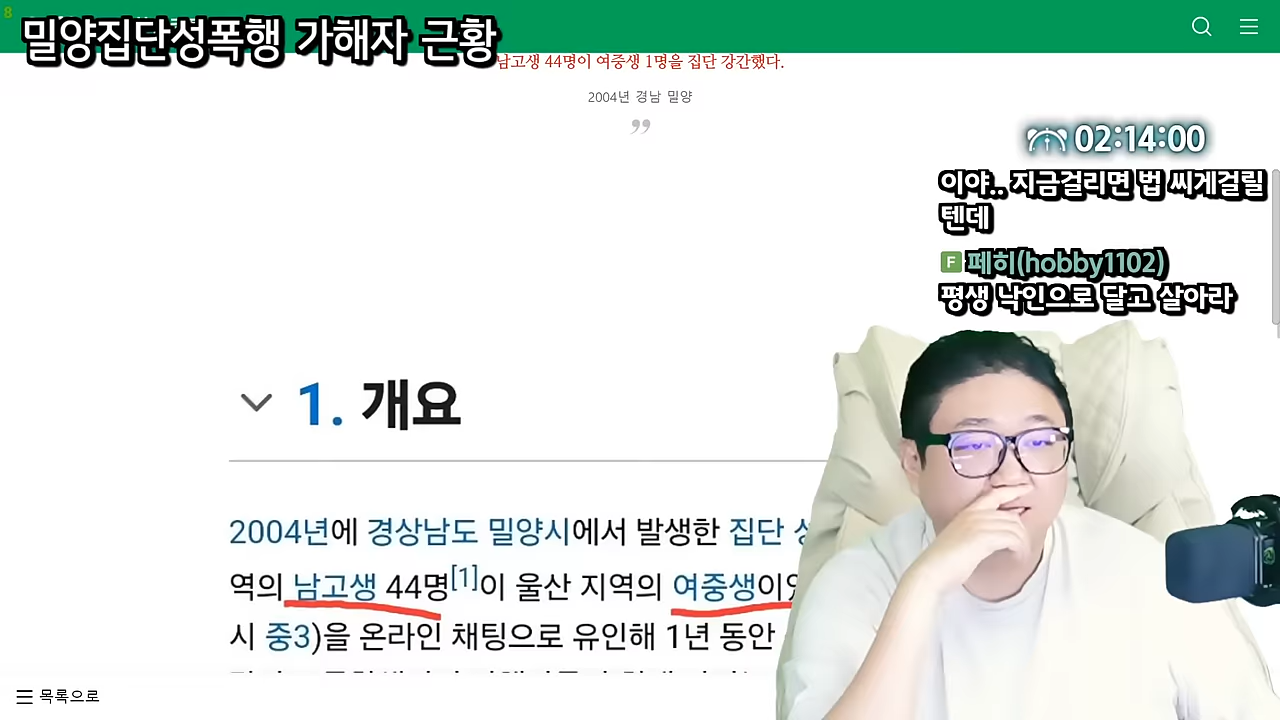 8
밀양집단성폭행 가해자 근황
남고생 44명이 여중생 1명을 집단 강간했다.
2004년 경남 밀양
”
02:14:00
이야.. 지금걸리면 법 씨게걸릴
텐데
F 페히(hobby1102)
평생 낙인으로 달고 살아라
1. 개요
2004년에 경상남도 밀양시에서 발생한 집단
역의 남고생 44명[1]이 울산 지역의 여중생이
시 중3)을 온라인 채팅으로 유인해 1년 동안
목록으로